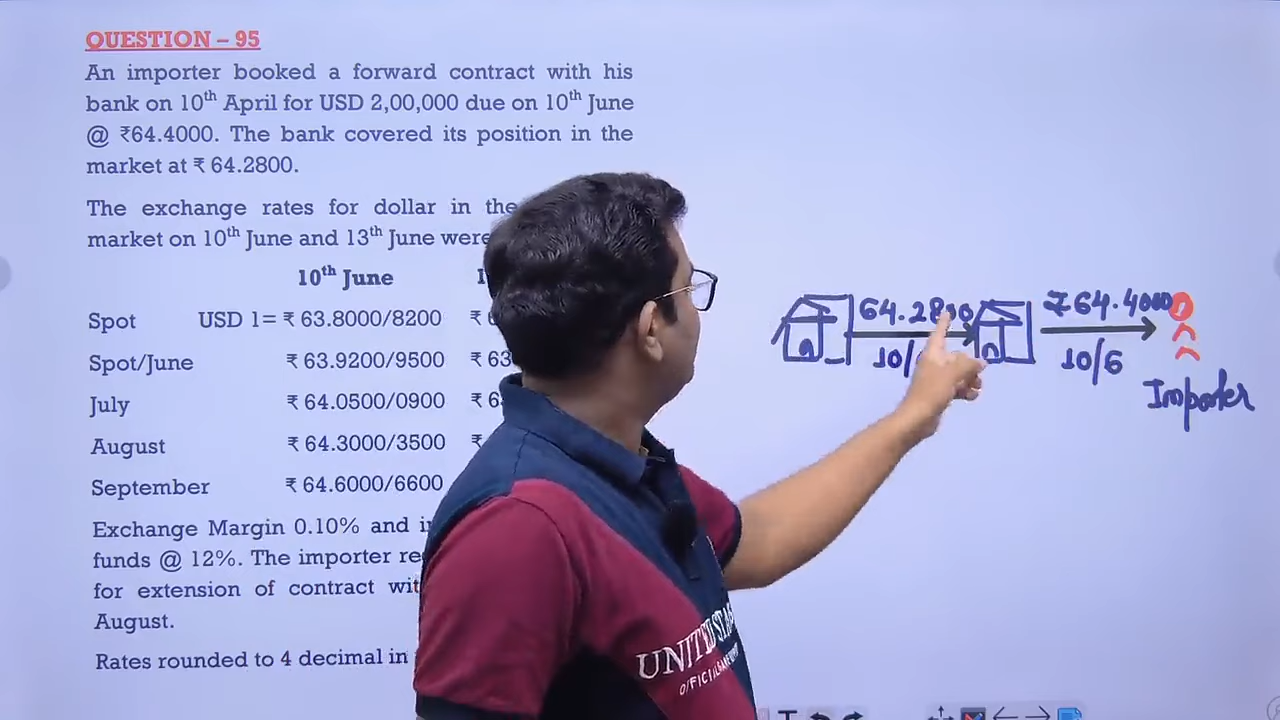 QUESTION – 95
An importer booked a forward contract with his
bank on 10th April for USD 2,00,000 due on 10th June
@ ₹64.4000. The bank covered its position in the
market at ₹ 64.2800.
The exchange rates for dollar in the
market on 10th June and 13th June were
10th June
Spot USD 1= ₹ 63.8000/8200 ₹
Spot/June ₹ 63.9200/9500 ₹ 63
July ₹ 64.0500/0900 ₹ 6
August ₹ 64.3000/3500 ₹
September ₹ 64.6000/6600
Exchange Margin 0.10% and
funds @ 12%. The importer
for extension of contract
August.
Rates rounded to 4 decimal in
64.2800 ₹64.4000
10/ 10/6
Importer
UNITED STA
OFFICIAL